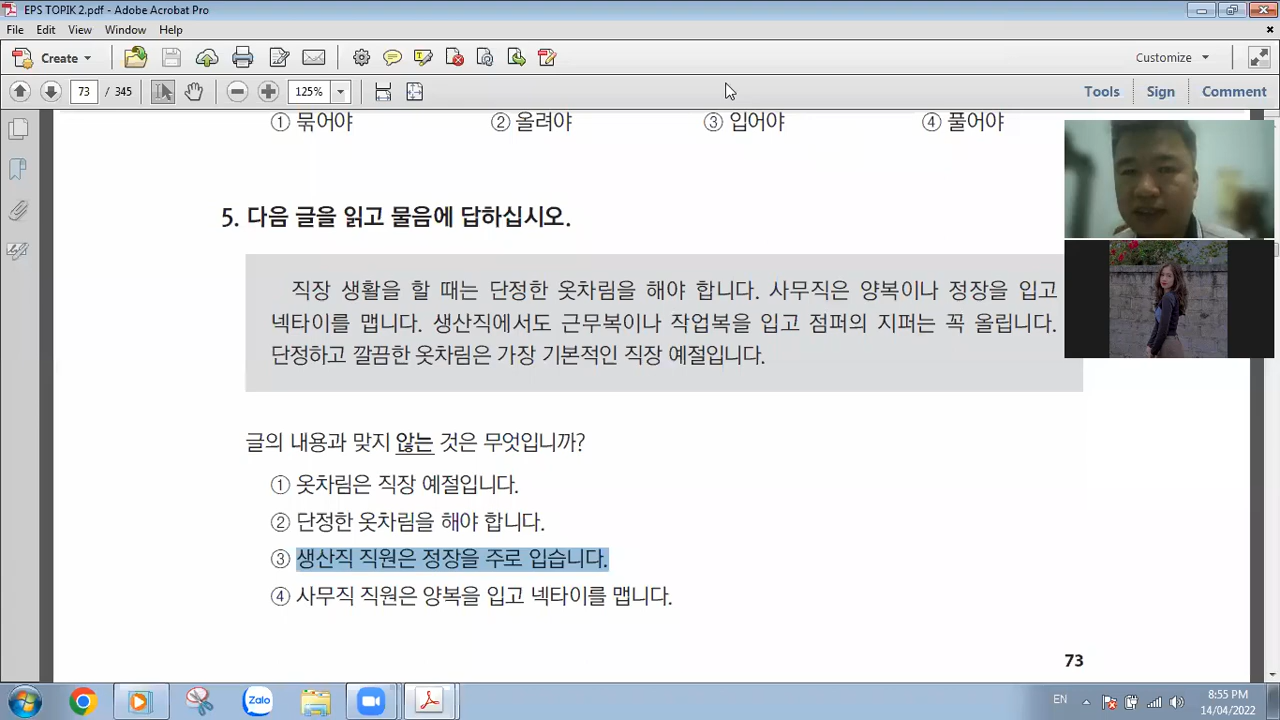 EPS TOPIK 2.pdf - Adobe Acrobat Pro
File Edit View Window Help
Create Customize
73 / 345 125% Tools Sign Comment
① 묶어야 ② 올려야 ③ 입어야 ④ 풀어야
5. 다음 글을 읽고 물음에 답하십시오.
직장 생활을 할 때는 단정한 옷차림을 해야 합니다. 사무직은 양복이나 정장을 입고
넥타이를 맵니다. 생산직에서도 근무복이나 작업복을 입고 점퍼의 지퍼는 꼭 올립니다.
단정하고 깔끔한 옷차림은 가장 기본적인 직장 예절입니다.
글의 내용과 맞지 않는 것은 무엇입니까?
① 옷차림은 직장 예절입니다.
② 단정한 옷차림을 해야 합니다.
③ 생산직 직원은 정장을 주로 입습니다.
④ 사무직 직원은 양복을 입고 넥타이를 맵니다.
73
Zalo
EN
8:55 PM
14/04/2022